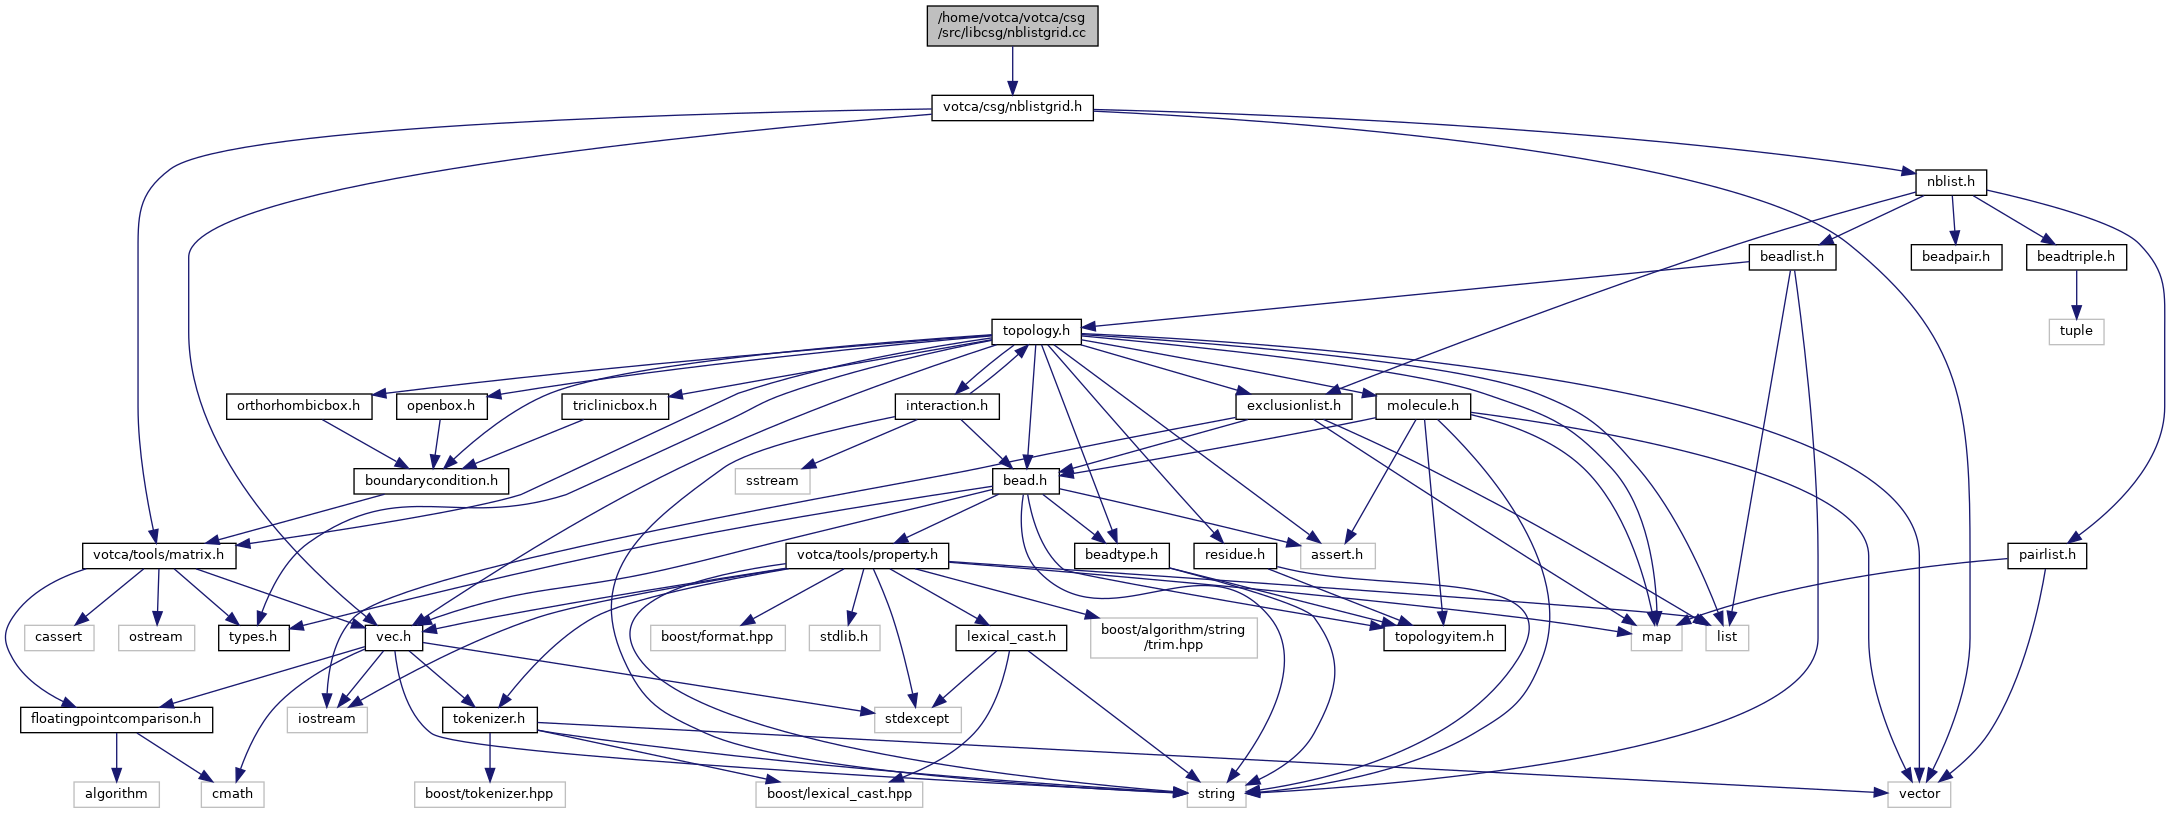 /home/votca/votca/csg
/src/libcsg/nblistgrid.cc
votca/csg/nblistgrid.h
nblist.h
beadlist.h
beadpair.h
beadtriple.h
topology.h
tuple
orthorhombicbox.h
openbox.h
triclinicbox.h
interaction.h
exclusionlist.h
molecule.h
boundarycondition.h
sstream
bead.h
votca/tools/matrix.h
votca/tools/property.h
beadtype.h
residue.h
assert.h
pairlist.h
cassert
ostream
types.h
vec.h
boost/format.hpp
stdlib.h
lexical_cast.h
boost/algorithm/string
/trim.hpp
topologyitem.h
map
list
floatingpointcomparison.h
iostream
tokenizer.h
stdexcept
algorithm
cmath
boost/tokenizer.hpp
boost/lexical_cast.hpp
string
vector